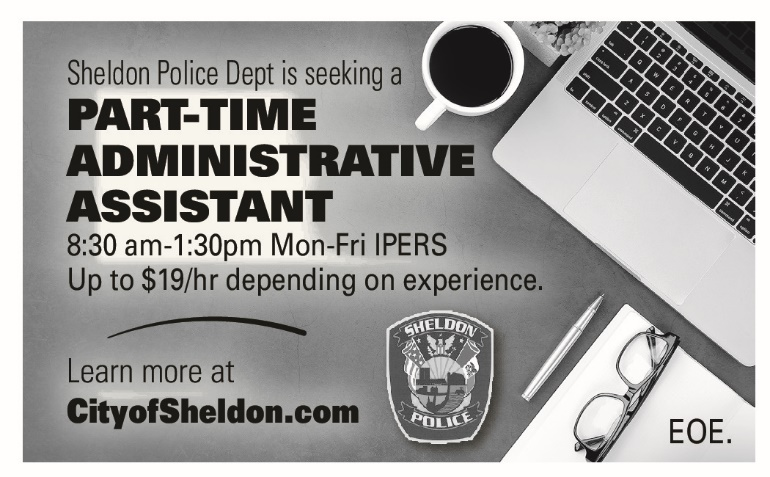 Sheldon Police Dept is seeking a
PART-TIME
ADMINISTRATIVE
ASSISTANT
8:30 am-1:30pm Mon-Fri IPERS
Up to $19/hr depending on experience.
Learn more at
CityofSheldon.com
SHELDON
POLICE
EOE.